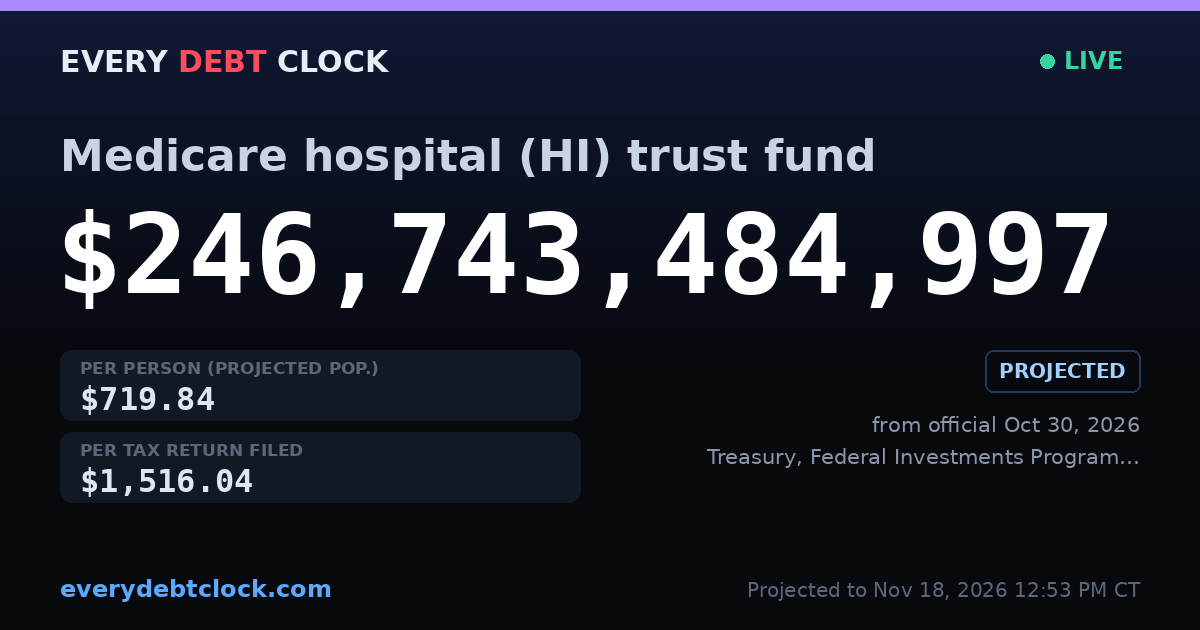 EVERY DEBT CLOCK
LIVE
Medicare hospital (HI) trust fund
$246,743,484,997
PER PERSON (PROJECTED POP.)
$719.84
PER TAX RETURN FILED
$1,516.04
PROJECTED
from official Oct 30, 2026
Treasury, Federal Investments Program...
everydebtclock.com
Projected to Nov 18, 2026 12:53 PM CT